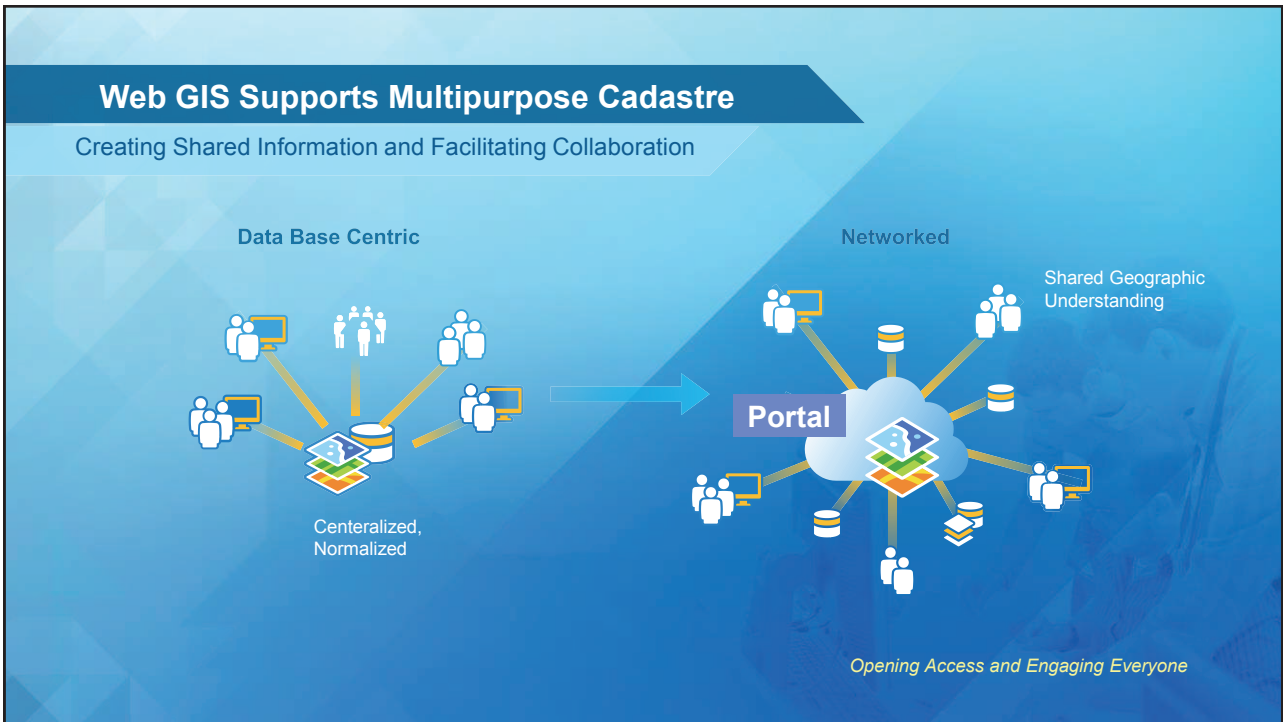 Web GIS Supports Multipurpose Cadastre
Creating Shared Information and Facilitating Collaboration
Data Base Centric
Networked
Shared Geographic
Understanding
Portal
Centeralized,
Normalized
Opening Access and Engaging Everyone